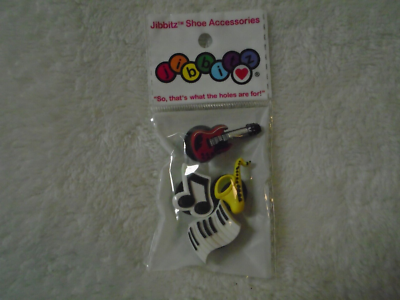 Jibbitz™ Shoe Accessories
jibbitz®
"So, that's what the holes are for!"